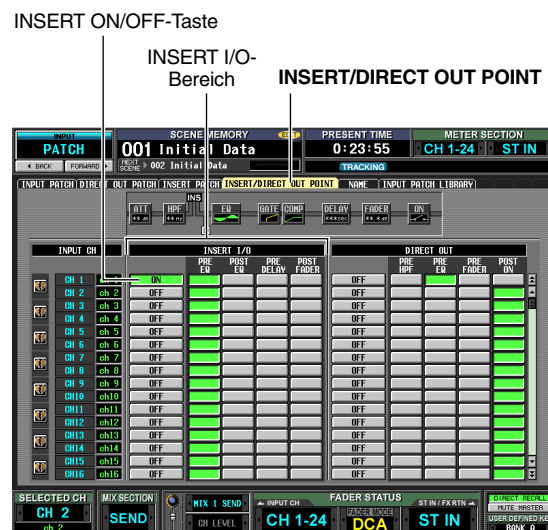 INSERT ON/OFF-Taste
INSERT I/O-
Bereich
INSERT/DIRECT OUT POINT
INPUT
PATCH
SCENE MEMORY
EDIT
001 Initial Data
PRESENT TIME
0:23:55
METER SECTION
CH 1-24 ST IN
BACK FORWARD
NEXT SCENE 002 Initial Data
TRACKING
INPUT PATCH DIRECT OUT PATCH INSERT PATCH INSERT/DIRECT OUT POINT NAME INPUT PATCH LIBRARY
INS
ATT HPF EQ GATE COMP DELAY FADER ON
** dB ** Hz ***sec ** dB
INPUT CH INSERT I/O DIRECT OUT
PRE EQ POST EQ PRE DELAY POST FADER PRE HPF PRE EQ PRE FADER POST ON
CH 1 ch 1 ON OFF
CH 2 ch 2 OFF OFF
CH 3 ch 3 OFF OFF
CH 4 ch 4 OFF OFF
CH 5 ch 5 OFF OFF
CH 6 ch 6 OFF OFF
CH 7 ch 7 OFF OFF
CH 8 ch 8 OFF OFF
CH 9 ch 9 OFF OFF
CH10 ch10 OFF OFF
CH11 ch11 OFF OFF
CH12 ch12 OFF OFF
CH13 ch13 OFF OFF
CH14 ch14 OFF OFF
CH15 ch15 OFF OFF
CH16 ch16 OFF OFF
SELECTED CH
CH 2
ch 2
MIX SECTION
SEND
MIX 1 SEND
CH LEVEL
FADER STATUS
INPUT CH
CH 1-24
FADER MODE
DCA
ST IN / FX RTN
ST IN
DIRECT RECALL
MUTE MASTER
USER DEFINED KEY
BANK A